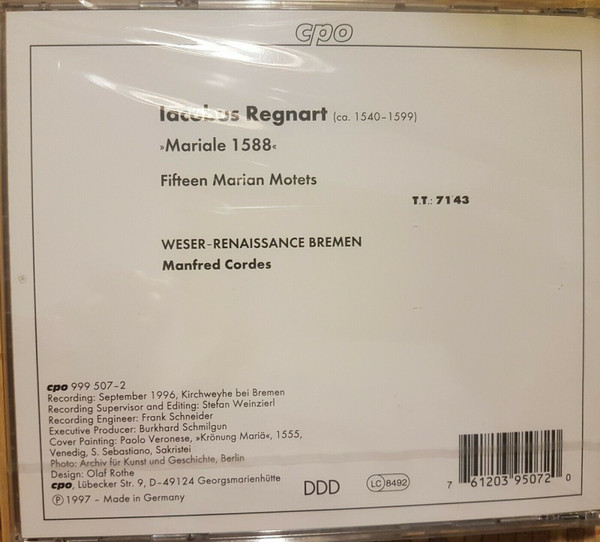 cpo
Iacobus Regnart (ca. 1540-1599)
»Mariale 1588«
Fifteen Marian Motets
T.T.: 71'43
WESER-RENAISSANCE BREMEN
Manfred Cordes
cpo 999 507-2
Recording: September 1996, Kirchweyhe bei Bremen
Recording Supervisor and Editing: Stefan Weinzierl
Recording Engineer: Frank Schneider
Executive Producer: Burkhard Schmilgun
Cover Painting: Paolo Veronese, »Krönung Mariä«, 1555,
Venedig, S. Sebastiano, Sakristei
Photo: Archiv für Kunst und Geschichte, Berlin
Design: Olaf Rothe
cpo, Lübecker Str. 9, D-49124 Georgsmarienhütte
℗ 1997 - Made in Germany
DDD
LC 8492
7 61203 95072 0